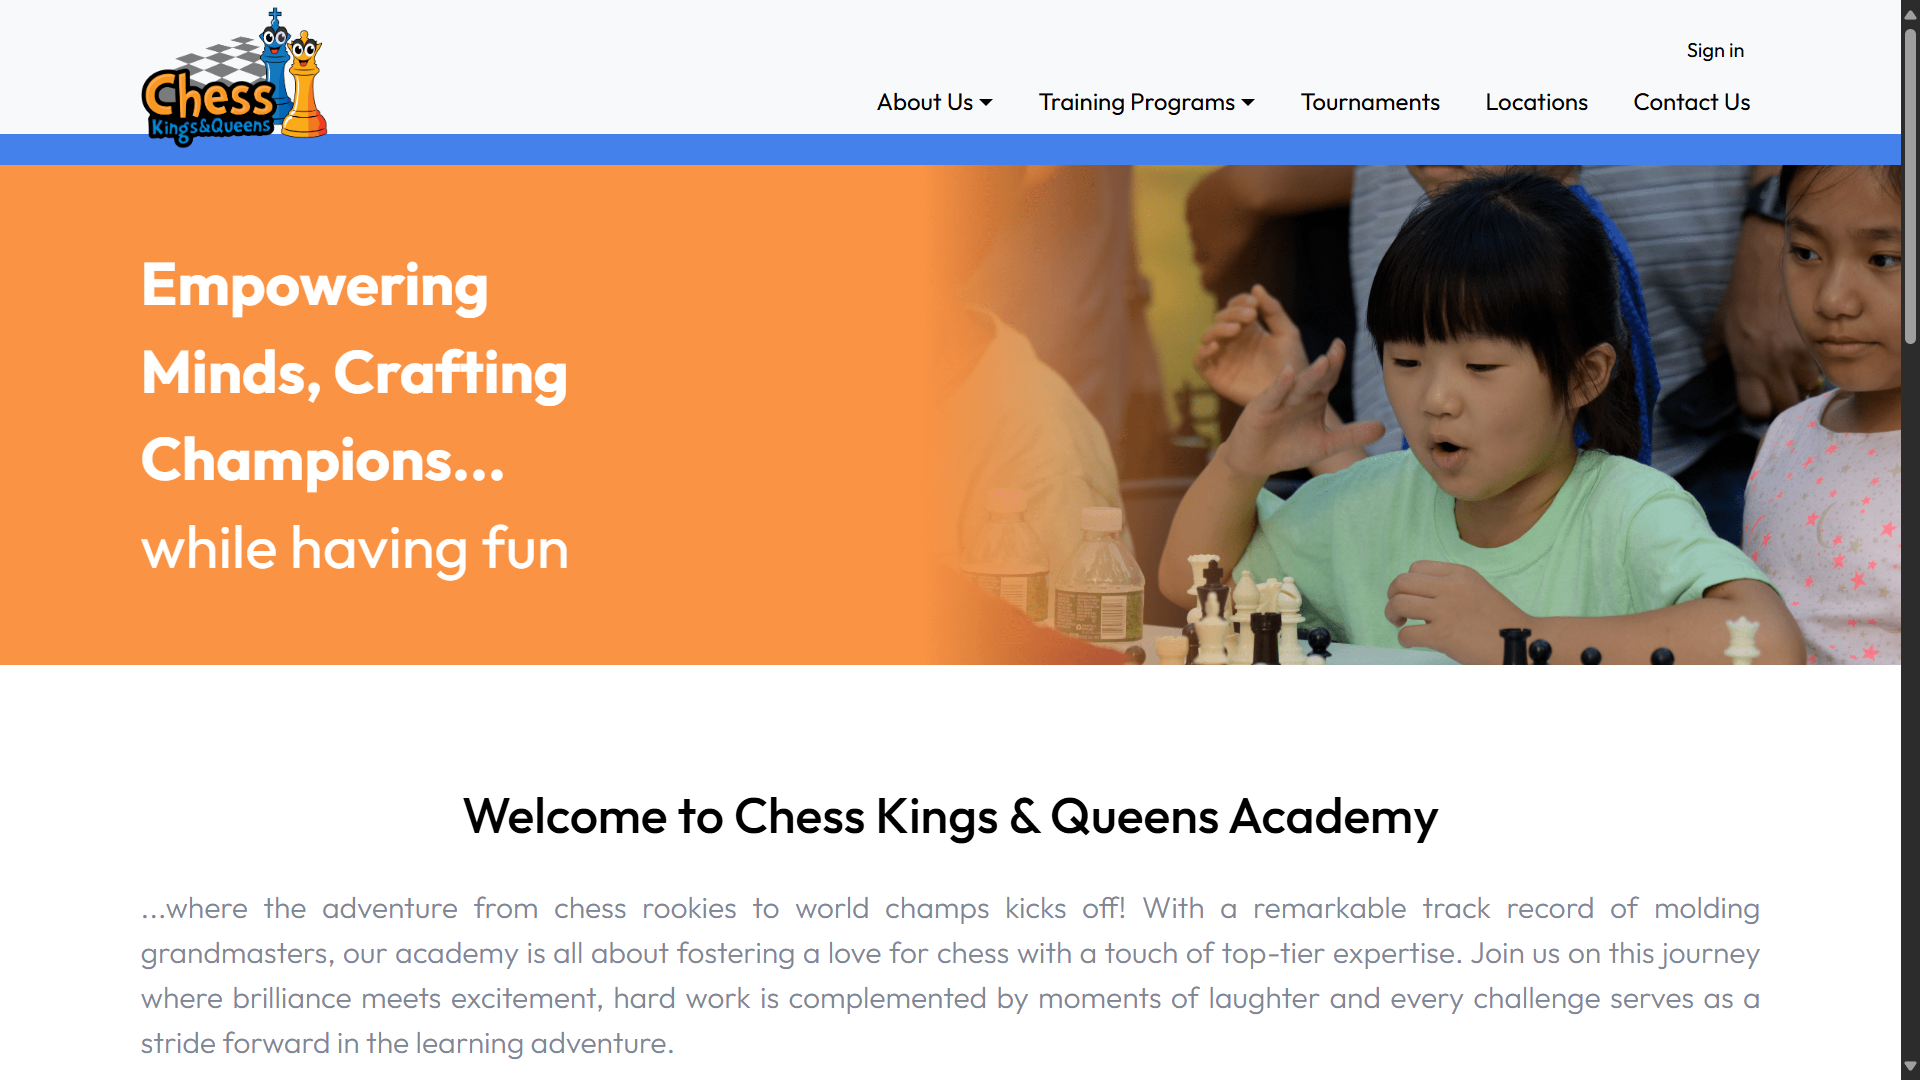 Chess
Kings&Queens
Sign in
About Us
Training Programs
Tournaments
Locations
Contact Us
Empowering
Minds, Crafting
Champions...
while having fun
Welcome to Chess Kings & Queens Academy
...where the adventure from chess rookies to world champs kicks off! With a remarkable track record of molding
grandmasters, our academy is all about fostering a love for chess with a touch of top-tier expertise. Join us on this journey
where brilliance meets excitement, hard work is complemented by moments of laughter and every challenge serves as a
stride forward in the learning adventure.